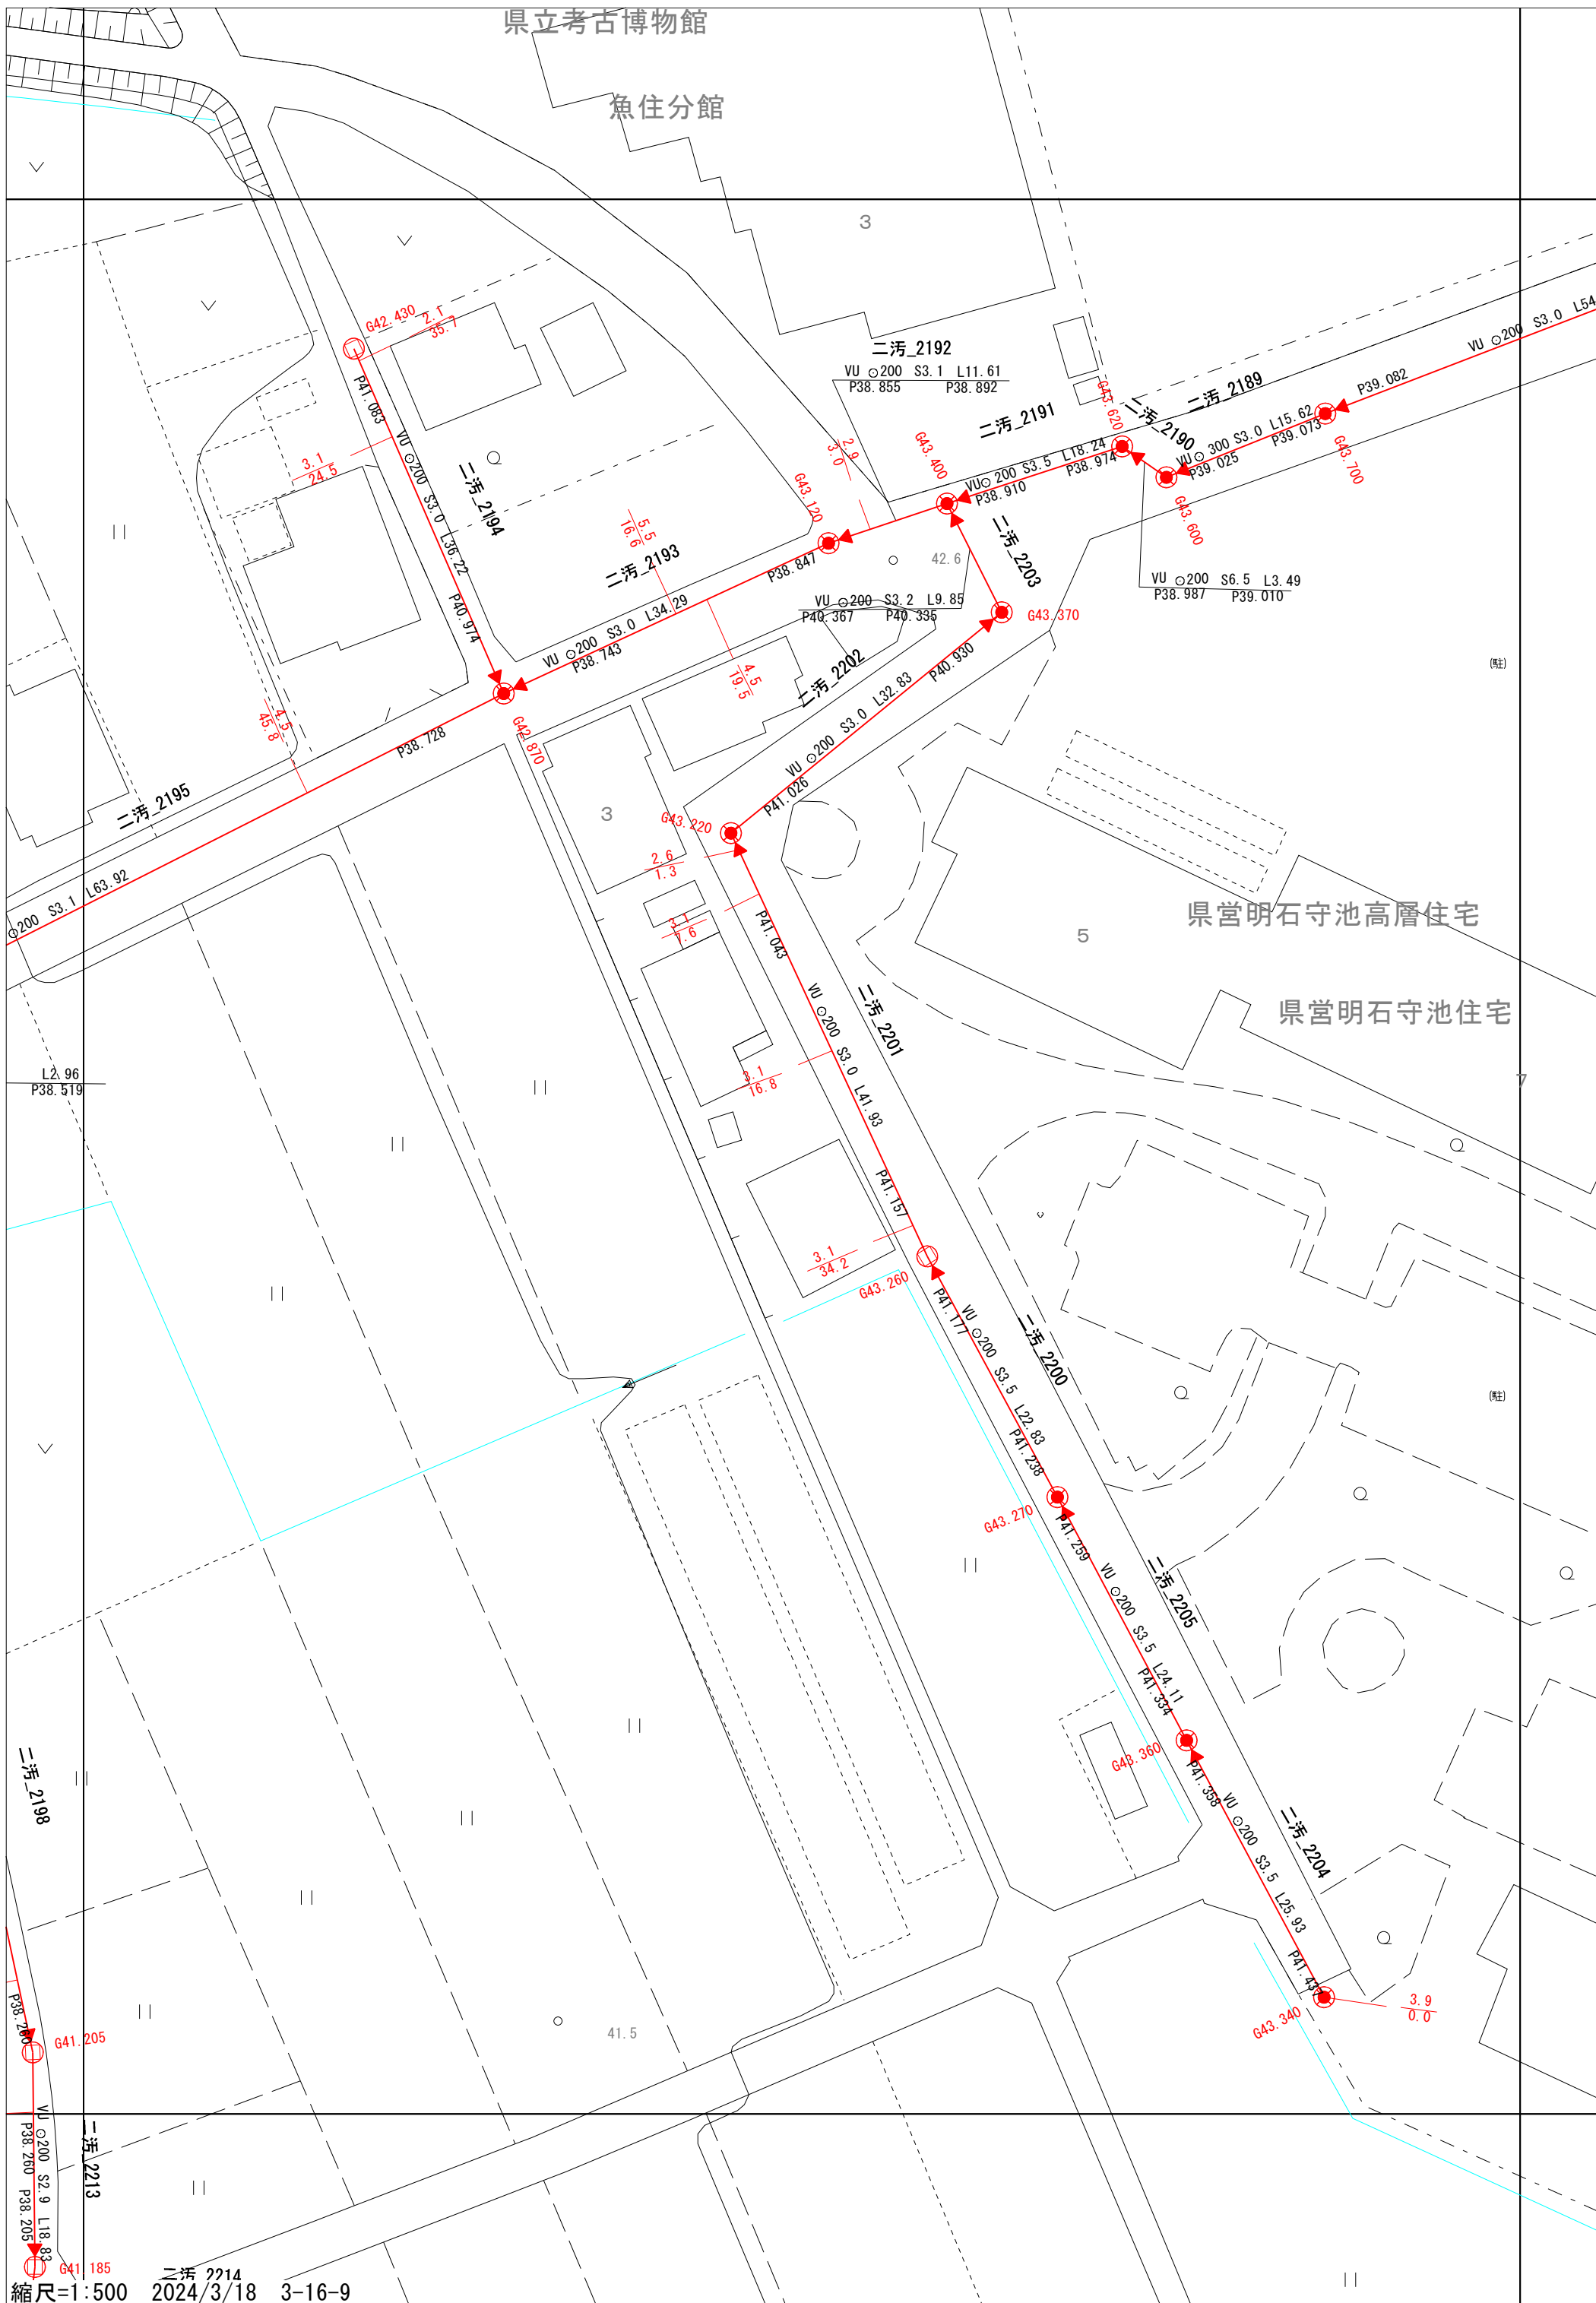 県立考古博物館
魚住分館
3
G42.430
2.1
35.7
P41.083
VU ⊙200 S3.0 L36.22
P40.974
二汚_2194
3.1
24.5
二汚_2192
VU ⊙200 S3.1 L11.61
P38.855 P38.892
二汚_2191
二汚_2190
二汚_2189
VU ⊙200 S3.0 L54
P39.082
G43.620
G43.400
G43.120
2.9
3.0
VU⊙ 200 S3.5 L18.24
P38.910 P38.974
VU⊙ 300 S3.0 L15.62
P39.025 P39.073
G43.700
G43.600
VU ⊙200 S6.5 L3.49
P38.987 P39.010
二汚_2203
42.6
VU ⊙200 S3.2 L9.85
P40.367 P40.335
G43.370
5.5
16.6
二汚_2193
P38.847
VU ⊙200 S3.0 L34.29
P38.743
4.5
19.5
二汚_2202
P40.930
VU ⊙200 S3.0 L32.83
P41.026
(駐)
4.5
45.8
G42.870
P38.728
二汚_2195
⊙200 S3.1 L63.92
3
G43.220
2.6
1.3
3.1
7.6
P41.043
VU ⊙200 S3.0 L41.93
P41.157
二汚_2201
県営明石守池高層住宅
5
県営明石守池住宅
7
L2.96
P38.519
3.1
16.8
3.1
34.2
G43.260
P41.177
VU ⊙200 S3.5 L22.83
P41.238
二汚_2200
(駐)
G43.270
P41.259
VU ⊙200 S3.5 L24.11
P41.334
二汚_2205
G43.360
P41.358
VU ⊙200 S3.5 L25.93
P41.437
二汚_2204
G43.340
3.9
0.0
二汚_2198
P38.260
G41.205
41.5
VU ⊙200 S2.9 L18.83
P38.260 P38.205
二汚_2213
G41.185
二汚_2214
縮尺=1:500 2024/3/18 3-16-9